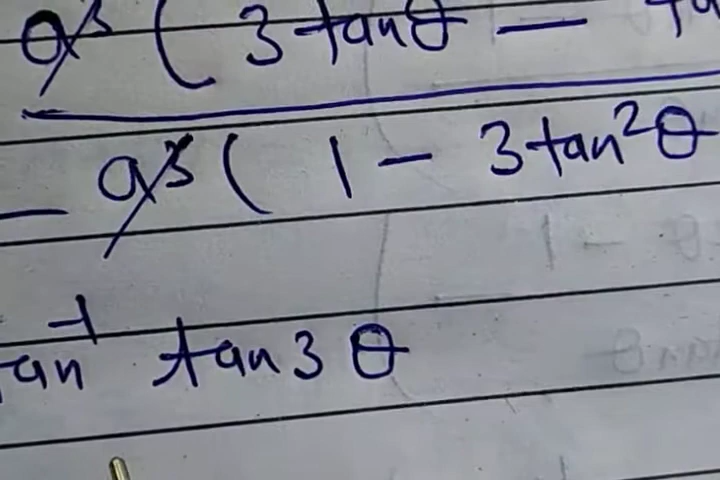 a³ ( 3 tanθ —
— a³ ( 1 - 3 tan²θ
tan⁻¹ tan 3 θ